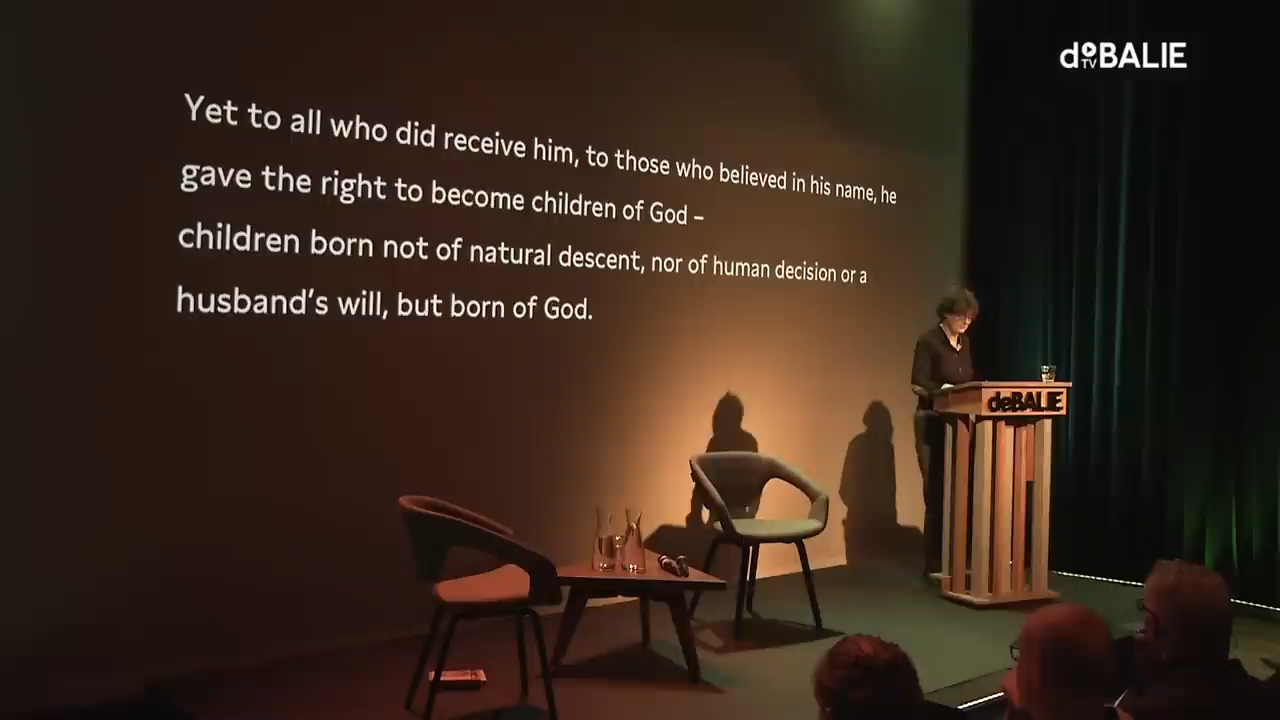 doTVBALIE
Yet to all who did receive him, to those who believed in his name, he
gave the right to become children of God –
children born not of natural descent, nor of human decision or a
husband's will, but born of God.
deBALIE